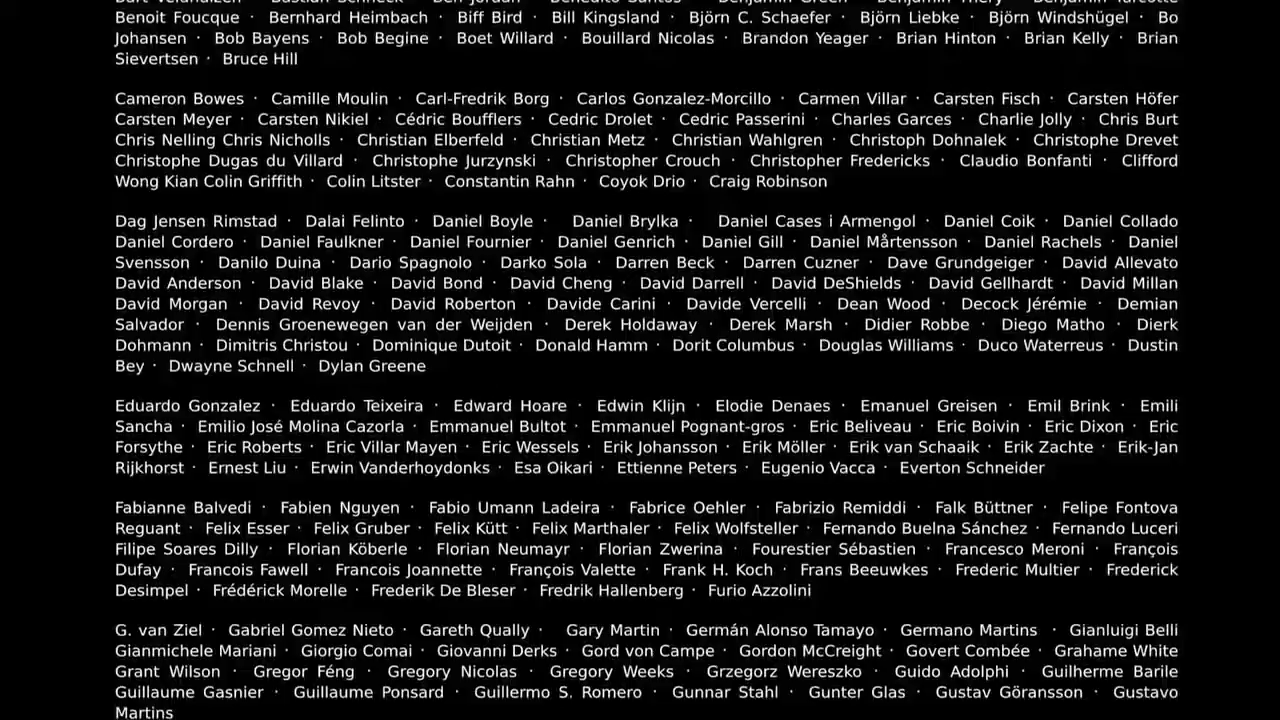 Benoit Foucque · Bernhard Heimbach · Biff Bird · Bill Kingsland · Björn C. Schaefer · Björn Liebke · Björn Windshügel · Bo
Johansen · Bob Bayens · Bob Begine · Boet Willard · Bouillard Nicolas · Brandon Yeager · Brian Hinton · Brian Kelly · Brian
Sievertsen · Bruce Hill
Cameron Bowes · Camille Moulin · Carl-Fredrik Borg · Carlos Gonzalez-Morcillo · Carmen Villar · Carsten Fisch · Carsten Höfer
Carsten Meyer · Carsten Nikiel · CédricBoufflers · Cedric Drolet · Cedric Passerini · Charles Garces · Charlie Jolly · Chris Burt
Chris Nelling Chris Nicholls · Christian Elberfeld · Christian Metz · Christian Wahlgren · Christoph Dohnalek · Christophe Drevet
Christophe Dugas du Villard · Christophe Jurzynski · Christopher Crouch · Christopher Fredericks · Claudio Bonfanti · Clifford
Wong Kian Colin Griffith · Colin Litster · Constantin Rahn · Coyok Drio · Craig Robinson
Dag Jensen Rimstad · Dalai Felinto · Daniel Boyle · Daniel Brylka · Daniel Cases i Armengol · Daniel Coik · Daniel Collado
Daniel Cordero · Daniel Faulkner · Daniel Fournier · Daniel Genrich · Daniel Gill · Daniel Mårtensson · Daniel Rachels · Daniel
Svensson · Danilo Duina · Dario Spagnolo · Darko Sola · Darren Beck · Darren Cuzner · Dave Grundgeiger · David Allevato
David Anderson · David Blake · David Bond · David Cheng · David Darrell · David DeShields · David Gellhardt · David Millan
David Morgan · David Revoy · David Roberton · Davide Carini · Davide Vercelli · Dean Wood · Decock Jérémie · Demian
Salvador · Dennis Groenewegen van der Weijden · Derek Holdaway · Derek Marsh · Didier Robbe · Diego Matho · Dierk
Dohmann · Dimitris Christou · Dominique Dutoit · Donald Hamm · Dorit Columbus · Douglas Williams · Duco Waterreus · Dustin
Bey · Dwayne Schnell · Dylan Greene
Eduardo Gonzalez · Eduardo Teixeira · Edward Hoare · Edwin Klijn · Elodie Denaes · Emanuel Greisen · Emil Brink · Emili
Sancha · Emilio José Molina Cazorla · Emmanuel Bultot · Emmanuel Pognant-gros · Eric Beliveau · Eric Boivin · Eric Dixon · Eric
Forsythe · Eric Roberts · Eric Villar Mayen · Eric Wessels · Erik Johansson · Erik Möller · Erik van Schaaik · Erik Zachte · Erik-Jan
Rijkhorst · Ernest Liu · Erwin Vanderhoydonks · Esa Oikari · Ettienne Peters · Eugenio Vacca · Everton Schneider
Fabianne Balvedi · Fabien Nguyen · Fabio Umann Ladeira · Fabrice Oehler · Fabrizio Remiddi · Falk Büttner · Felipe Fontova
Reguant · Felix Esser · Felix Gruber · Felix Kütt · Felix Marthaler · Felix Wolfsteller · Fernando Buelna Sánchez · Fernando Luceri
Filipe Soares Dilly · Florian Köberle · Florian Neumayr · Florian Zwerina · Fourestier Sébastien · Francesco Meroni · François
Dufay · Francois Fawell · Francois Joannette · François Valette · Frank H. Koch · Frans Beeuwkes · Frederic Multier · Frederick
Desimpel · Frédérick Morelle · Frederik De Bleser · Fredrik Hallenberg · Furio Azzolini
G. van Ziel · Gabriel Gomez Nieto · Gareth Qually · Gary Martin · Germán Alonso Tamayo · Germano Martins · Gianluigi Belli
Gianmichele Mariani · Giorgio Comai · Giovanni Derks · Gord von Campe · Gordon McCreight · Govert Combée · Grahame White
Grant Wilson · Gregor Féng · Gregory Nicolas · Gregory Weeks · Grzegorz Wereszko · Guido Adolphi · Guilherme Barile
Guillaume Gasnier · Guillaume Ponsard · Guillermo S. Romero · Gunnar Stahl · Gunter Glas · Gustav Göransson · Gustavo
Martins